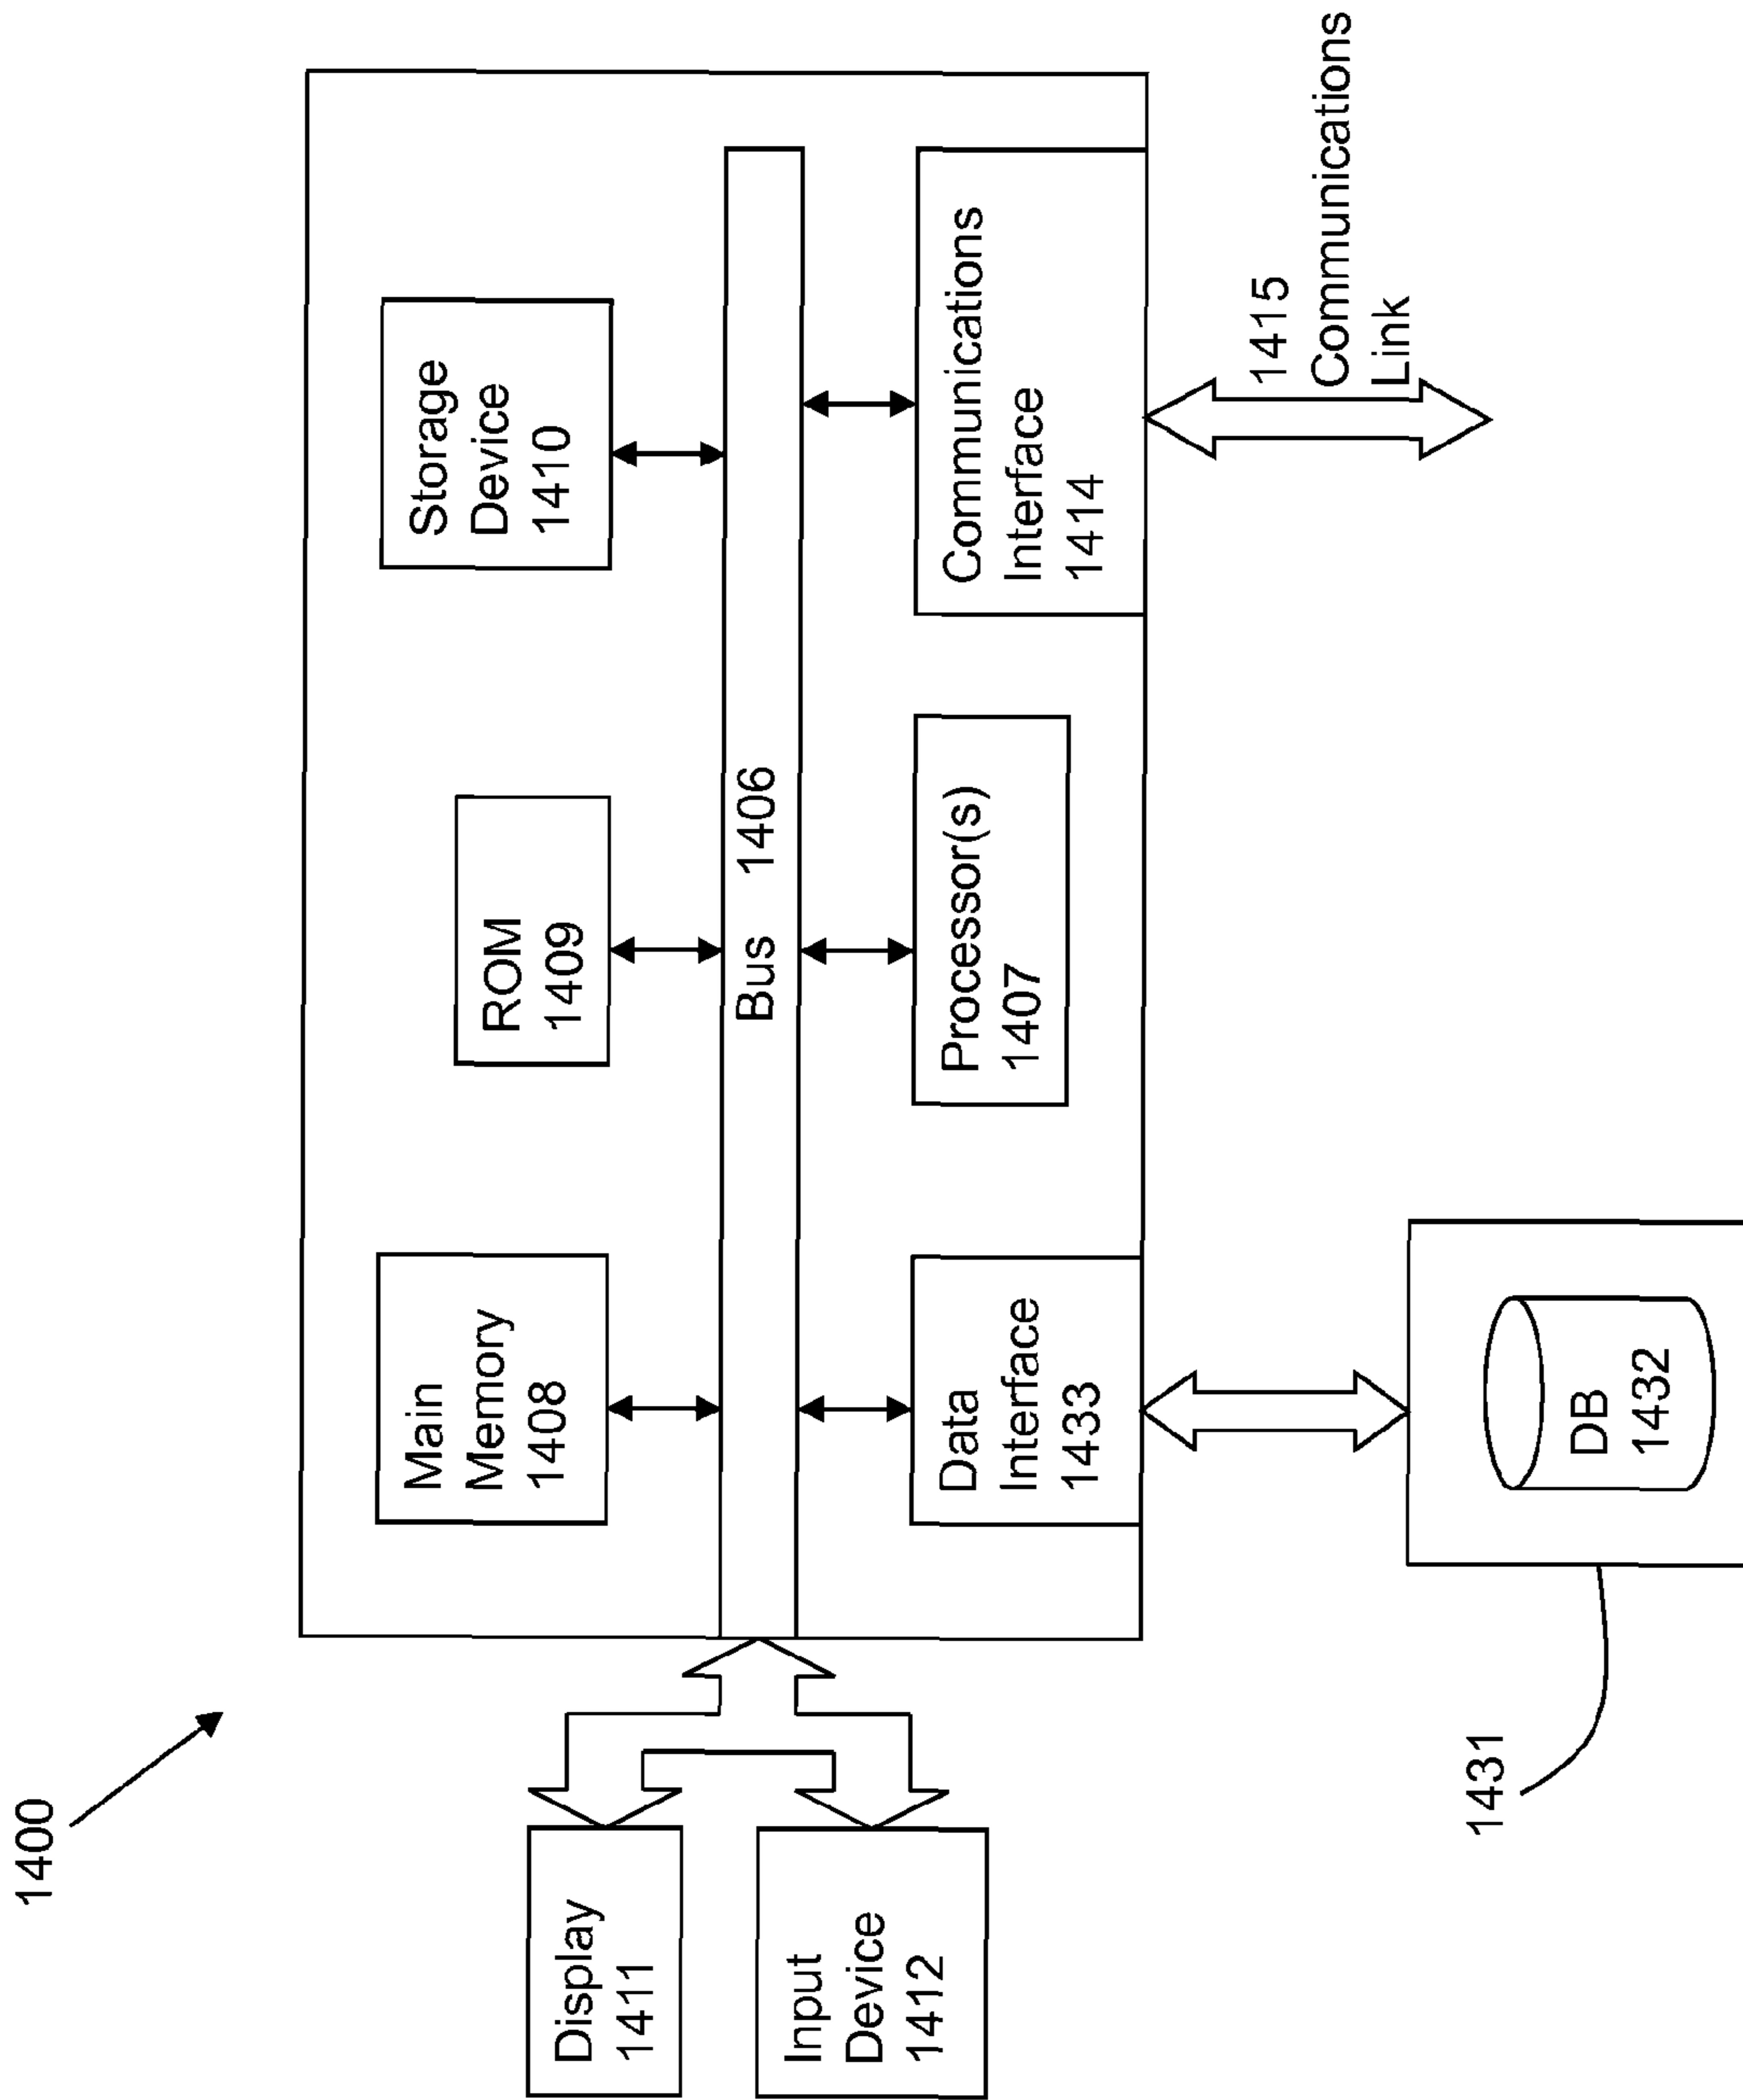 1400
Main
Memory
1408
ROM
1409
Storage
Device
1410
Display
1411
Bus 1406
Input
Device
1412
Data
Interface
1433
Processor(s)
1407
Communications
Interface
1414
1415
Communications
Link
1431
DB
1432